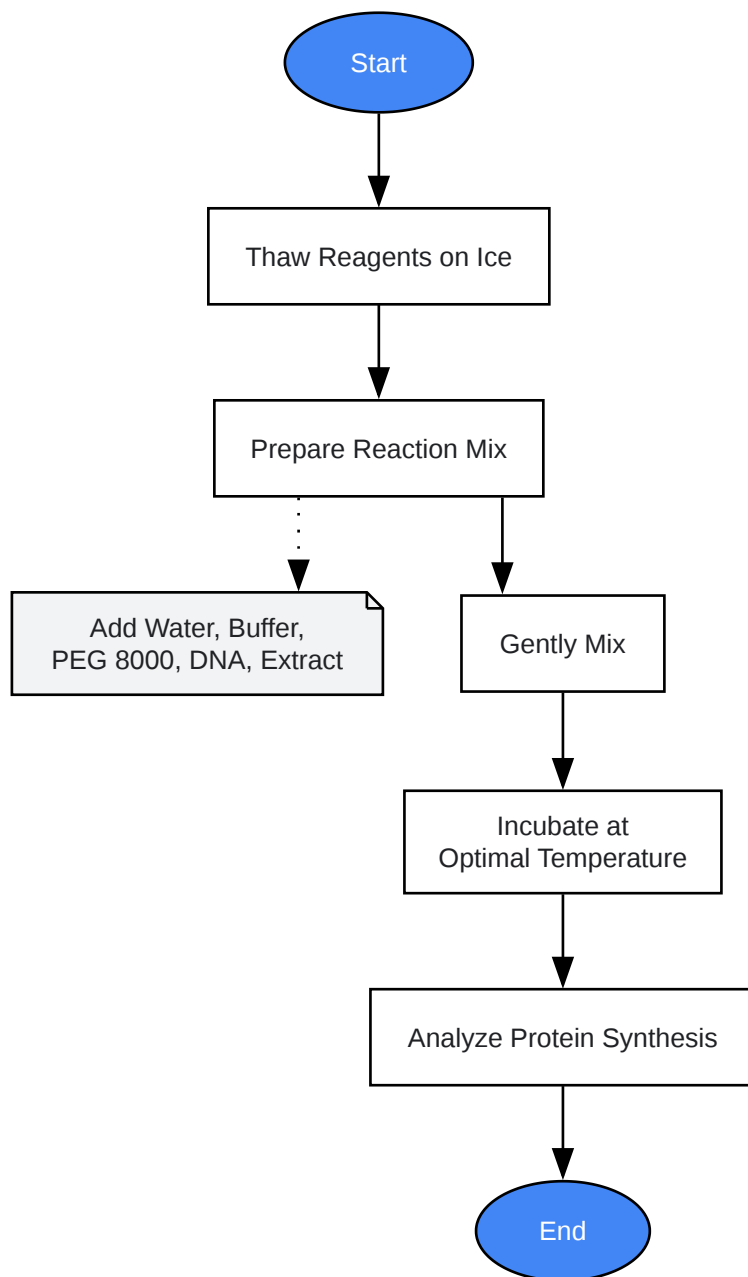 Start
Thaw Reagents on Ice
Prepare Reaction Mix
Add Water, Buffer,
PEG 8000, DNA, Extract
Gently Mix
Incubate at
Optimal Temperature
Analyze Protein Synthesis
End